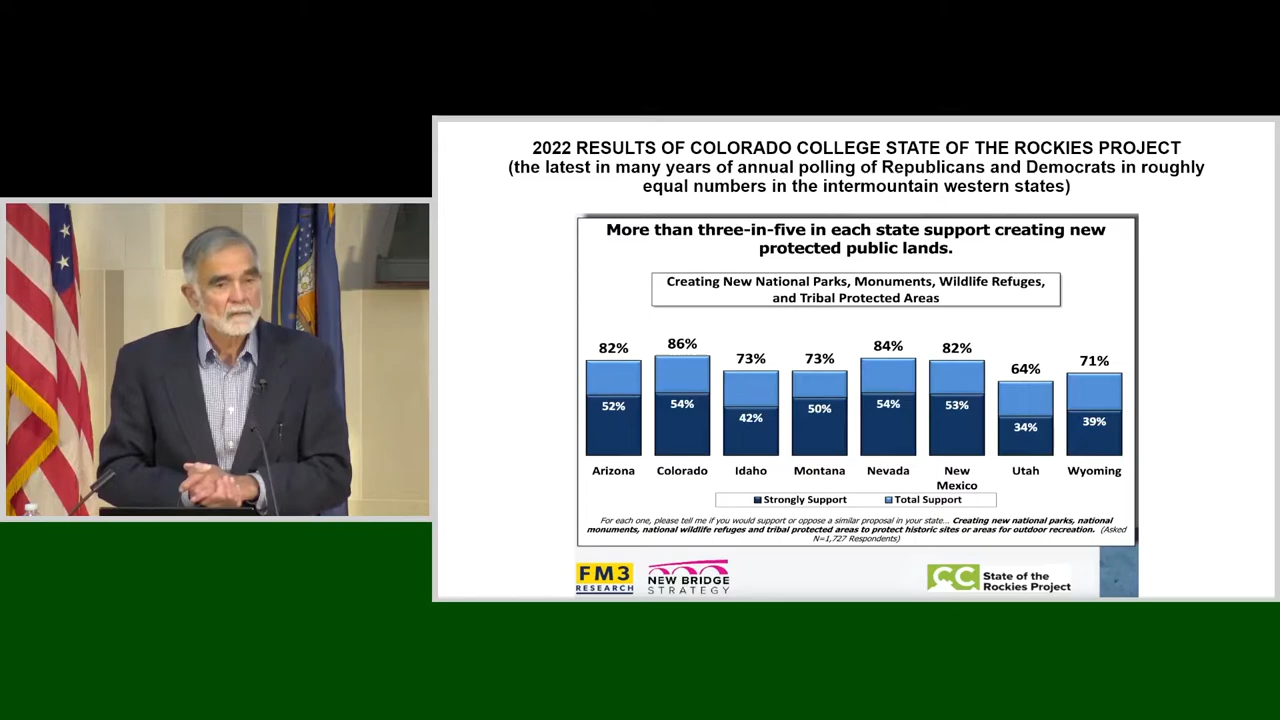 2022 RESULTS OF COLORADO COLLEGE STATE OF THE ROCKIES PROJECT
(the latest in many years of annual polling of Republicans and Democrats in roughly
equal numbers in the intermountain western states)
More than three-in-five in each state support creating new
protected public lands.
Creating New National Parks, Monuments, Wildlife Refuges,
and Tribal Protected Areas
82% 86% 73% 73% 84% 82% 64% 71%
52% 54% 42% 50% 54% 53% 34% 39%
Arizona Colorado Idaho Montana Nevada New Mexico Utah Wyoming
Strongly Support Total Support
For each one, please tell me if you would support or oppose a similar proposal in your state... Creating new national parks, national
monuments, national wildlife refuges and tribal protected areas to protect historic sites or areas for outdoor recreation. (Asked
N=1,727 Respondents)
FM3
RESEARCH
NEW BRIDGE
STRATEGY
CC
State of the
Rockies Project